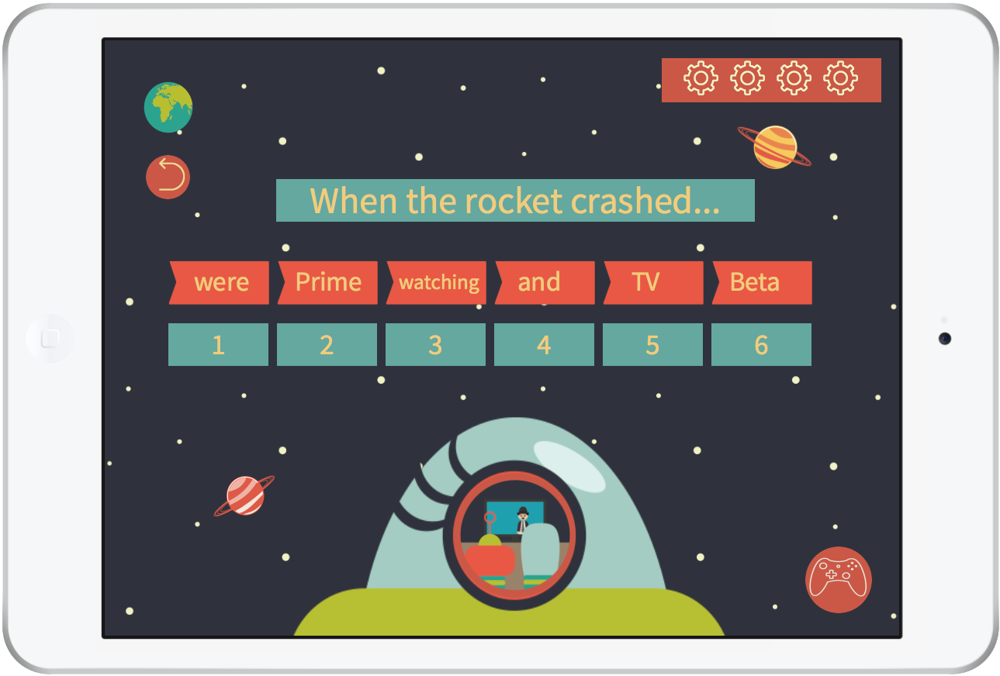 When the rocket crashed...
were Prime watching and TV Beta
1 2 3 4 5 6